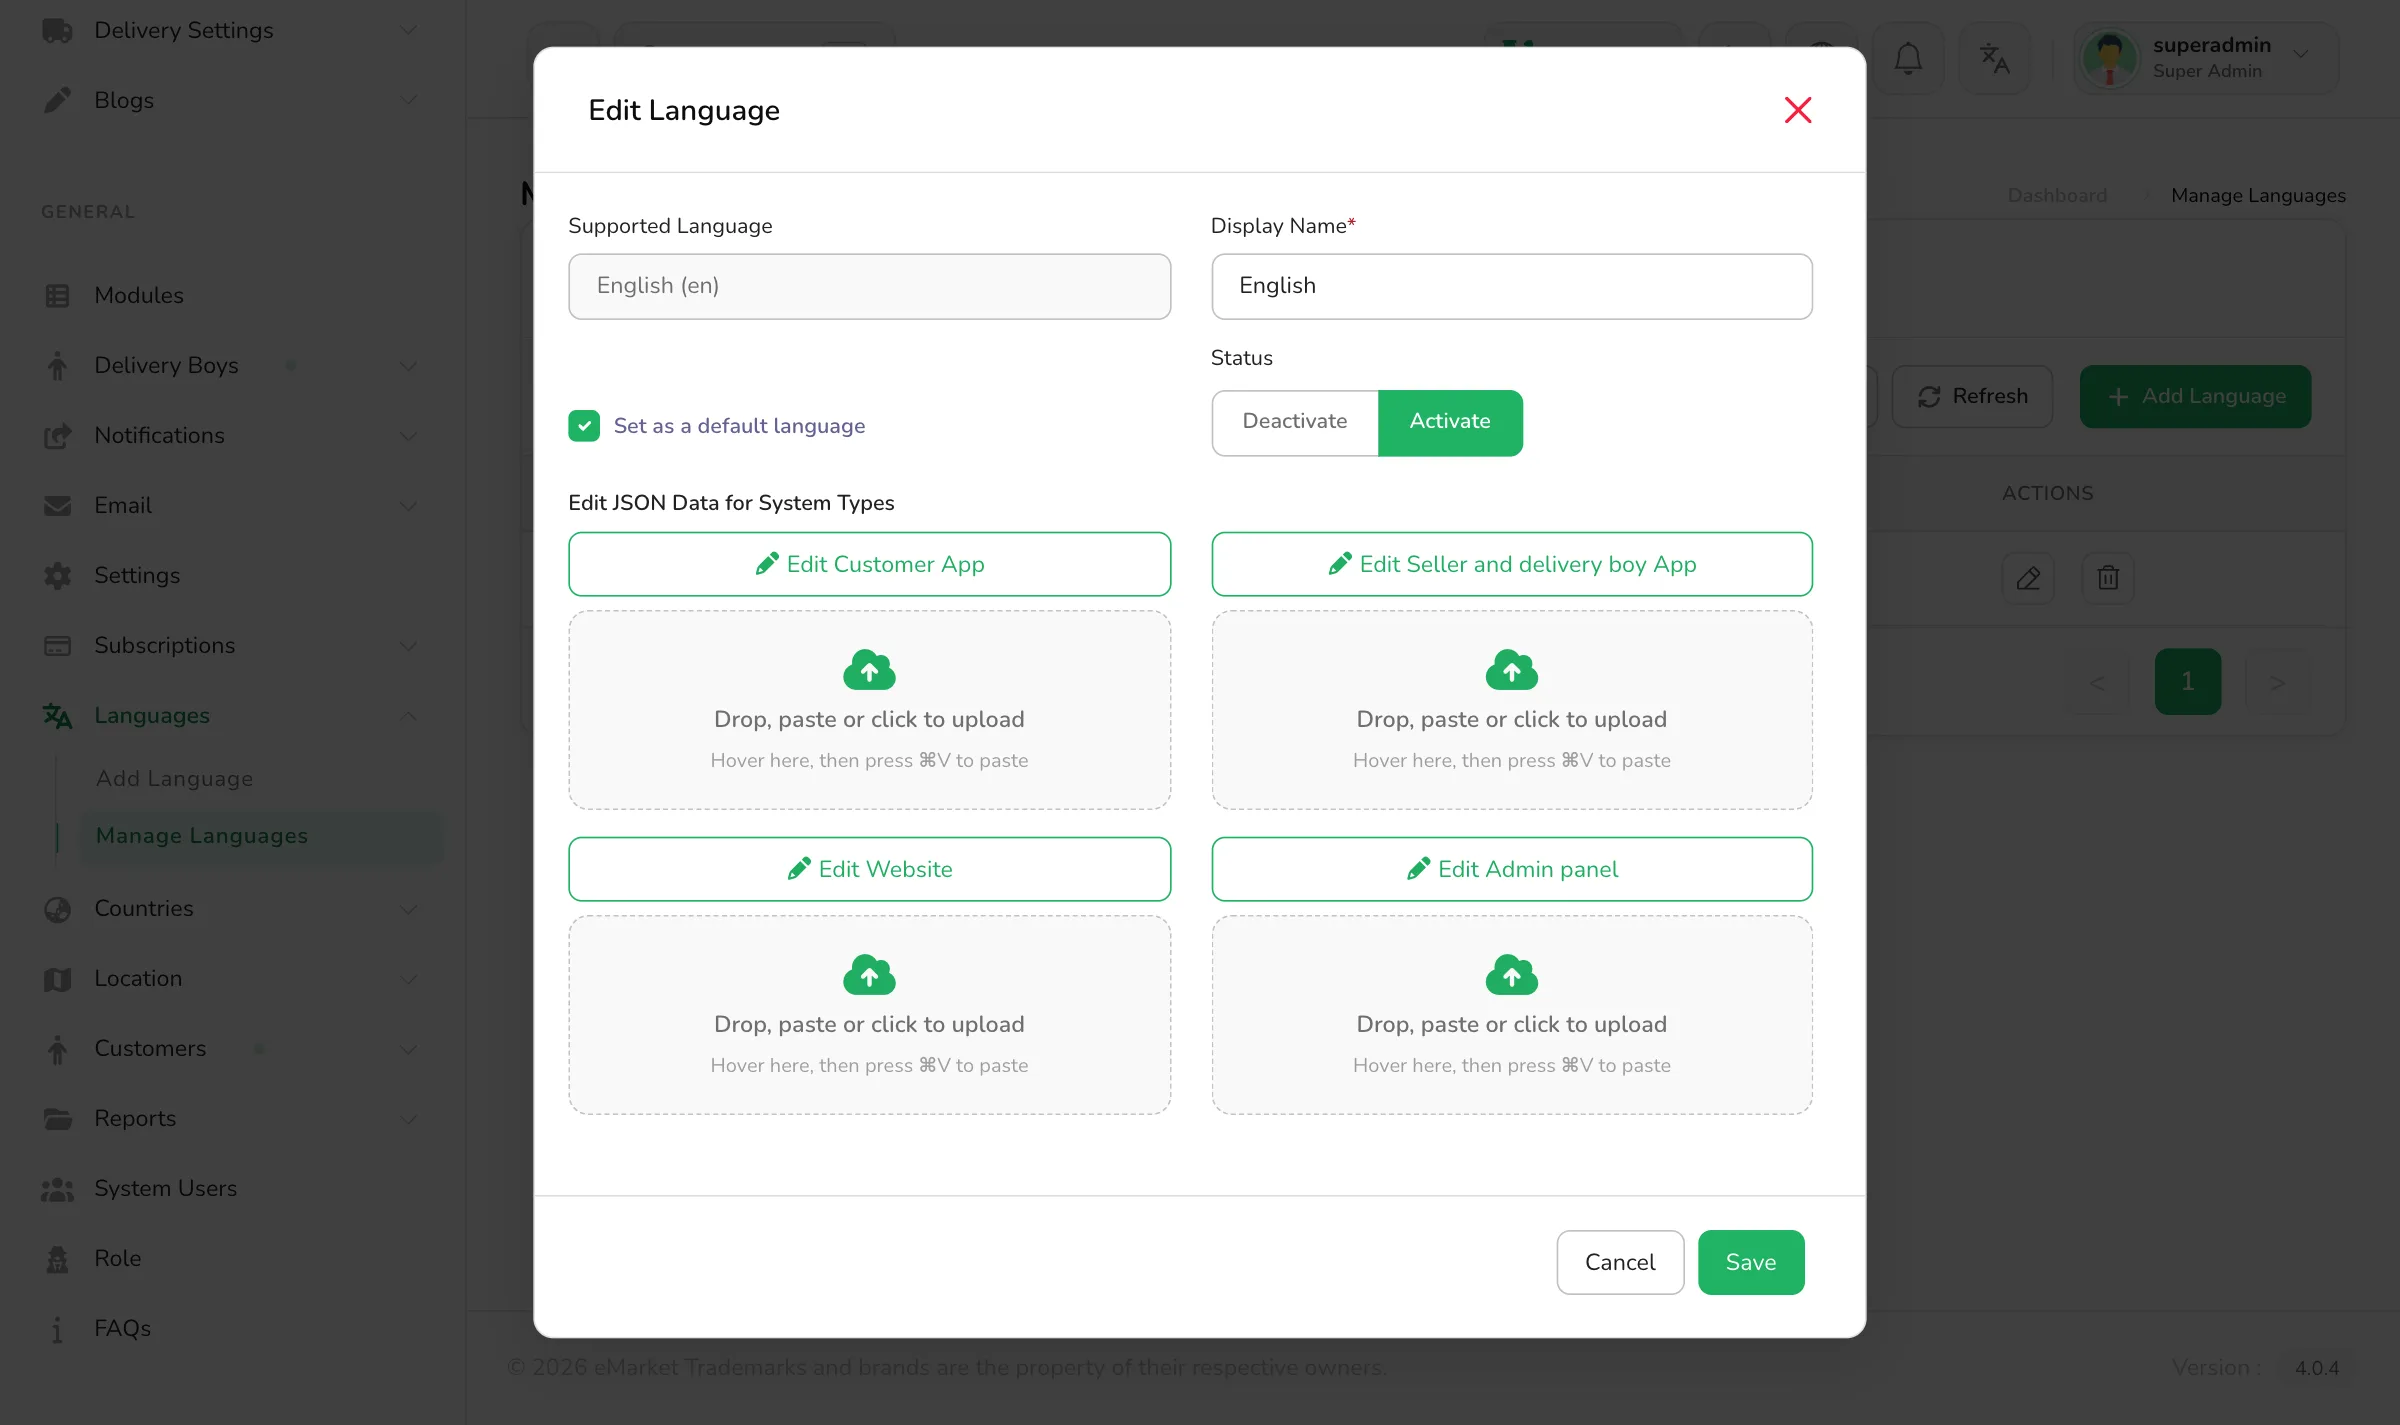 Delivery Settings
Blogs
GENERAL
Modules
Delivery Boys
Notifications
Email
Settings
Subscriptions
Languages
Add Language
Manage Languages
Countries
Location
Customers
Reports
System Users
Role
FAQs
superadmin
Super Admin
Dashboard
Manage Languages
Refresh
+ Add Language
ACTIONS
< 1 >
Edit Language
Supported Language
English (en)
Display Name*
English
Set as a default language
Status
Deactivate
Activate
Edit JSON Data for System Types
Edit Customer App
Drop, paste or click to upload
Hover here, then press ⌘V to paste
Edit Seller and delivery boy App
Drop, paste or click to upload
Hover here, then press ⌘V to paste
Edit Website
Drop, paste or click to upload
Hover here, then press ⌘V to paste
Edit Admin panel
Drop, paste or click to upload
Hover here, then press ⌘V to paste
Cancel
Save
© 2026 eMarket Trademarks and brands are the property of their respective owners.
Version : 4.0.4